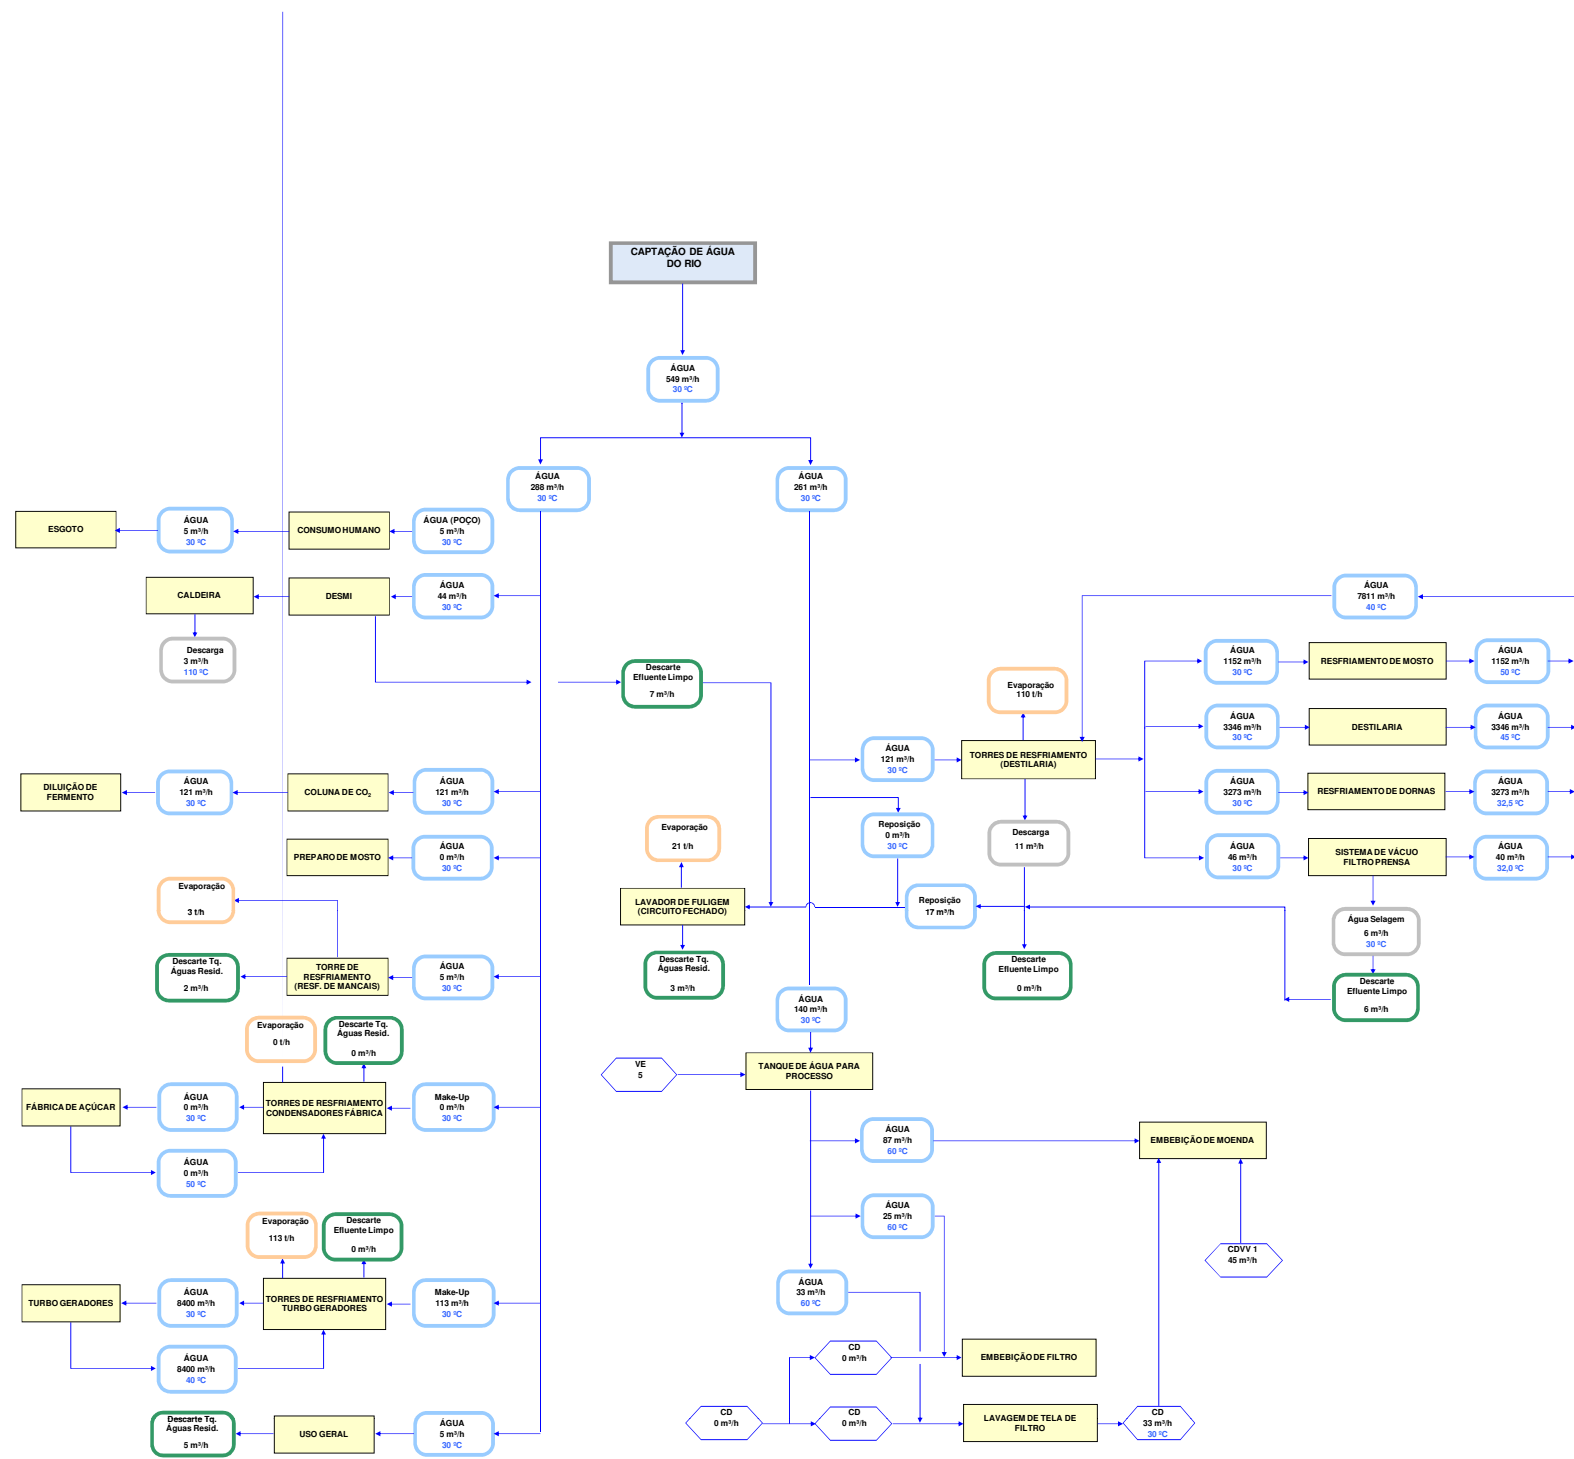 CAPTAÇÃO DE ÁGUA
DO RIO
ÁGUA
549 m³/h
30 ºC
ÁGUA
288 m³/h
30 ºC
ÁGUA
261 m³/h
30 ºC
ESGOTO
ÁGUA
5 m³/h
30 ºC
CONSUMO HUMANO
ÁGUA (POÇO)
5 m³/h
30 ºC
CALDEIRA
DESMI
ÁGUA
44 m³/h
30 ºC
Descarga
3 m³/h
110 ºC
Descarte
Efluente Limpo
7 m³/h
ÁGUA
7811 m³/h
40 ºC
ÁGUA
1152 m³/h
30 ºC
RESFRIAMENTO DE MOSTO
ÁGUA
1152 m³/h
50 ºC
Evaporação
110 t/h
ÁGUA
3346 m³/h
30 ºC
DESTILARIA
ÁGUA
3346 m³/h
45 ºC
ÁGUA
121 m³/h
30 ºC
TORRES DE RESFRIAMENTO
(DESTILARIA)
DILUIÇÃO DE
FERMENTO
ÁGUA
121 m³/h
30 ºC
COLUNA DE CO₂
ÁGUA
121 m³/h
30 ºC
ÁGUA
3273 m³/h
30 ºC
RESFRIAMENTO DE DORNAS
ÁGUA
3273 m³/h
32,5 ºC
PREPARO DE MOSTO
ÁGUA
0 m³/h
30 ºC
Evaporação
21 t/h
Reposição
0 m³/h
30 ºC
Descarga
11 m³/h
ÁGUA
46 m³/h
30 ºC
SISTEMA DE VÁCUO
FILTRO PRENSA
ÁGUA
40 m³/h
32,0 ºC
Evaporação
3 t/h
LAVADOR DE FULIGEM
(CIRCUITO FECHADO)
Reposição
17 m³/h
Água Selagem
6 m³/h
30 ºC
Descarte Tq.
Águas Resid.
2 m³/h
TORRE DE
RESFRIAMENTO
(RESF. DE MANCAIS)
ÁGUA
5 m³/h
30 ºC
Descarte Tq.
Águas Resid.
3 m³/h
Descarte
Efluente Limpo
0 m³/h
Descarte
Efluente Limpo
6 m³/h
ÁGUA
140 m³/h
30 ºC
Evaporação
0 t/h
Descarte Tq.
Águas Resid.
0 m³/h
VE
5
TANQUE DE ÁGUA PARA
PROCESSO
FÁBRICA DE AÇÚCAR
ÁGUA
0 m³/h
30 ºC
TORRES DE RESFRIAMENTO
CONDENSADORES FÁBRICA
Make-Up
0 m³/h
30 ºC
ÁGUA
0 m³/h
50 ºC
ÁGUA
87 m³/h
60 ºC
EMBEBIÇÃO DE MOENDA
ÁGUA
25 m³/h
60 ºC
Evaporação
113 t/h
Descarte
Efluente Limpo
0 m³/h
CDVV 1
45 m³/h
TURBO GERADORES
ÁGUA
8400 m³/h
30 ºC
TORRES DE RESFRIAMENTO
TURBO GERADORES
Make-Up
113 m³/h
30 ºC
ÁGUA
33 m³/h
60 ºC
ÁGUA
8400 m³/h
40 ºC
CD
0 m³/h
EMBEBIÇÃO DE FILTRO
Descarte Tq.
Águas Resid.
5 m³/h
USO GERAL
ÁGUA
5 m³/h
30 ºC
CD
0 m³/h
CD
0 m³/h
LAVAGEM DE TELA DE
FILTRO
CD
33 m³/h
30 ºC